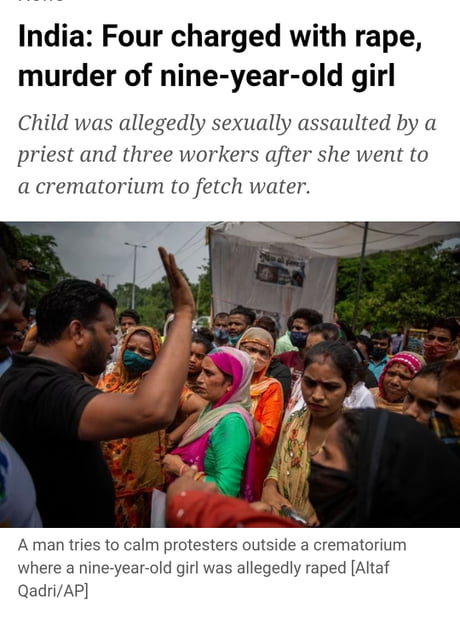 India: Four charged with rape,
murder of nine-year-old girl
Child was allegedly sexually assaulted by a
priest and three workers after she went to
a crematorium to fetch water.
A man tries to calm protesters outside a crematorium
where a nine-year-old girl was allegedly raped [Altaf
Qadri/AP]